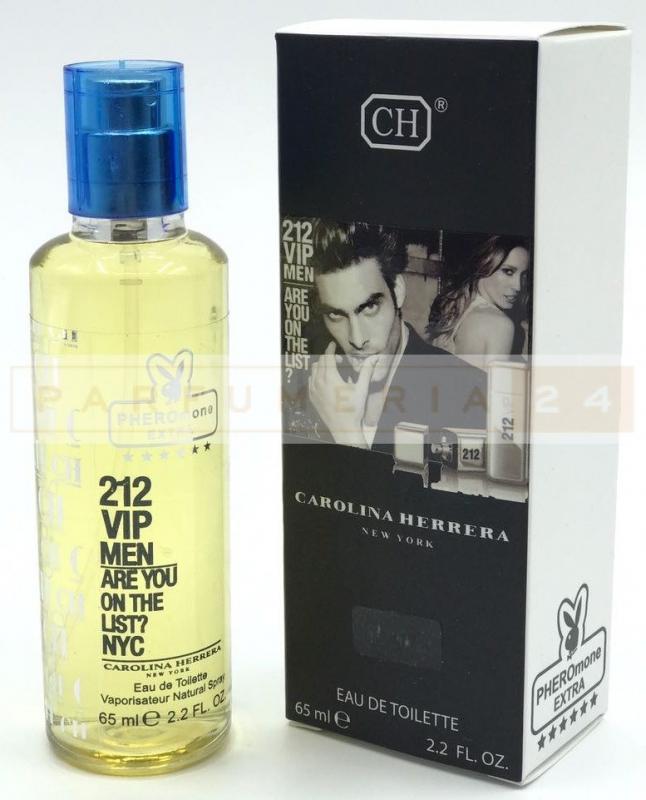 CH®
212
VIP
MEN
ARE
YOU
ON
THE
LIST
?
212
212 VIP
CAROLINA HERRERA
NEW YORK
EAU DE TOILETTE
65 ml ℮
2.2 FL. OZ.
PHEROmone
EXTRA
PARFUMERIA 24
PHEROmone
EXTRA
212
VIP
MEN
ARE YOU
ON THE
LIST?
NYC
CAROLINA HERRERA
NEW YORK
Eau de Toilette
Vaporisateur Natural Spray
65 ml ℮ 2.2 FL. OZ.